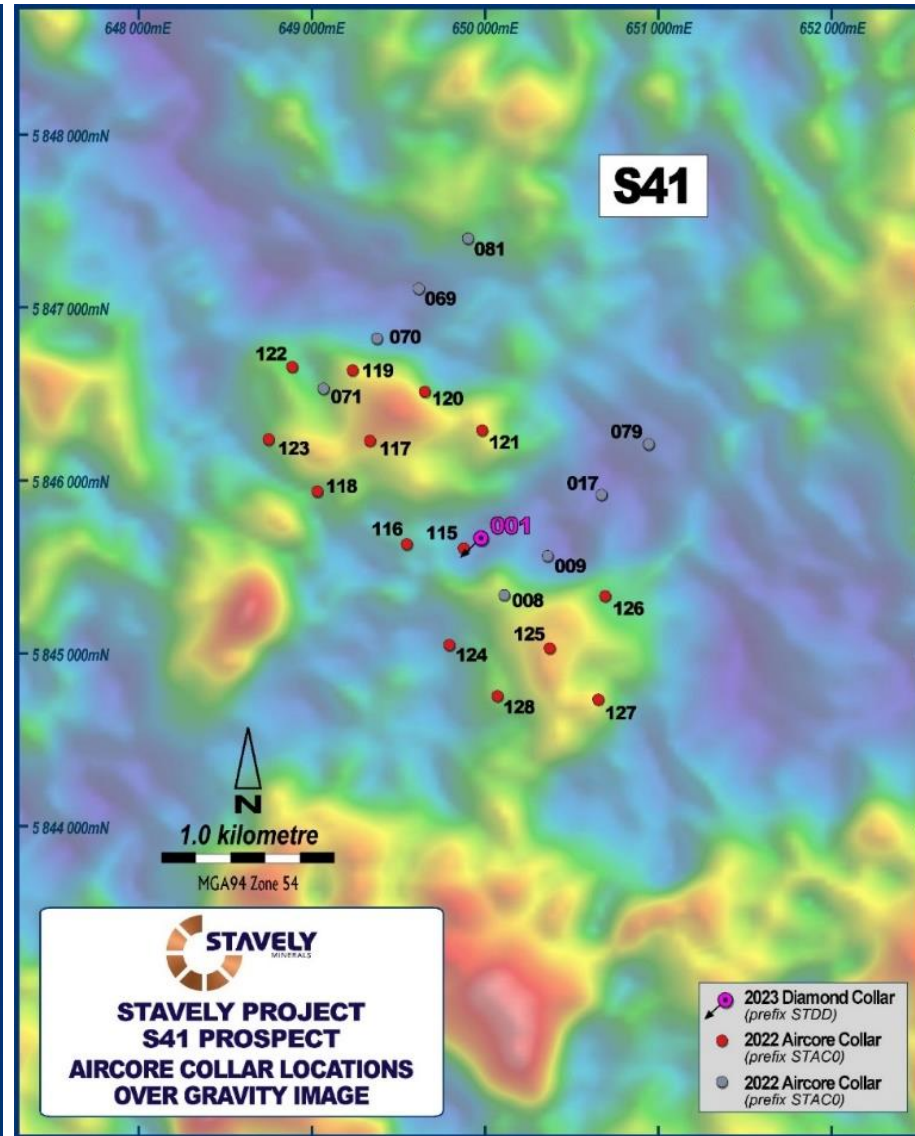 648 000mE
649 000mE
650 000mE
651 000mE
652 000mE
5 848 000mN
S41
081
5 847 000mN
069
070
122
119
071
120
079
121
123
117
5 846 000mN
017
118
116
115
001
009
008
126
125
5 845 000mN
124
128
127
N
5 844 000mN
1.0 kilometre
MGA94 Zone 54
STAVELY
MINERALS
STAVELY PROJECT
S41 PROSPECT
AIRCORE COLLAR LOCATIONS
OVER GRAVITY IMAGE
2023 Diamond Collar
(prefix STDD)
2022 Aircore Collar
(prefix STAC0)
2022 Aircore Collar
(prefix STAC0)